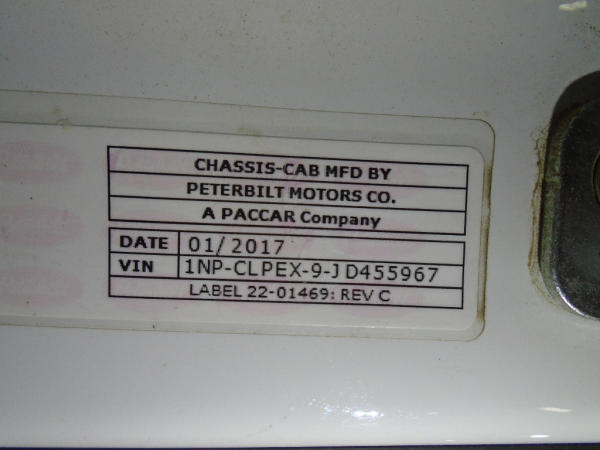 CHASSIS-CAB MFD BY
PETERBILT MOTORS CO.
A PACCAR Company
DATE 01/2017
VIN 1NP-CLPEX-9-JD455967
LABEL 22-01469: REV C